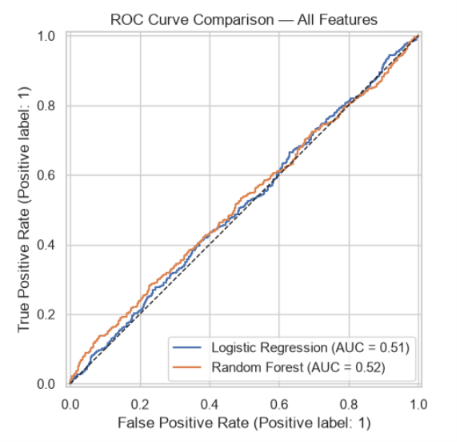 ROC Curve Comparison — All Features
True Positive Rate (Positive label: 1)
1.0
0.8
0.6
0.4
0.2
0.0
Logistic Regression (AUC = 0.51)
Random Forest (AUC = 0.52)
0.0 0.2 0.4 0.6 0.8 1.0
False Positive Rate (Positive label: 1)